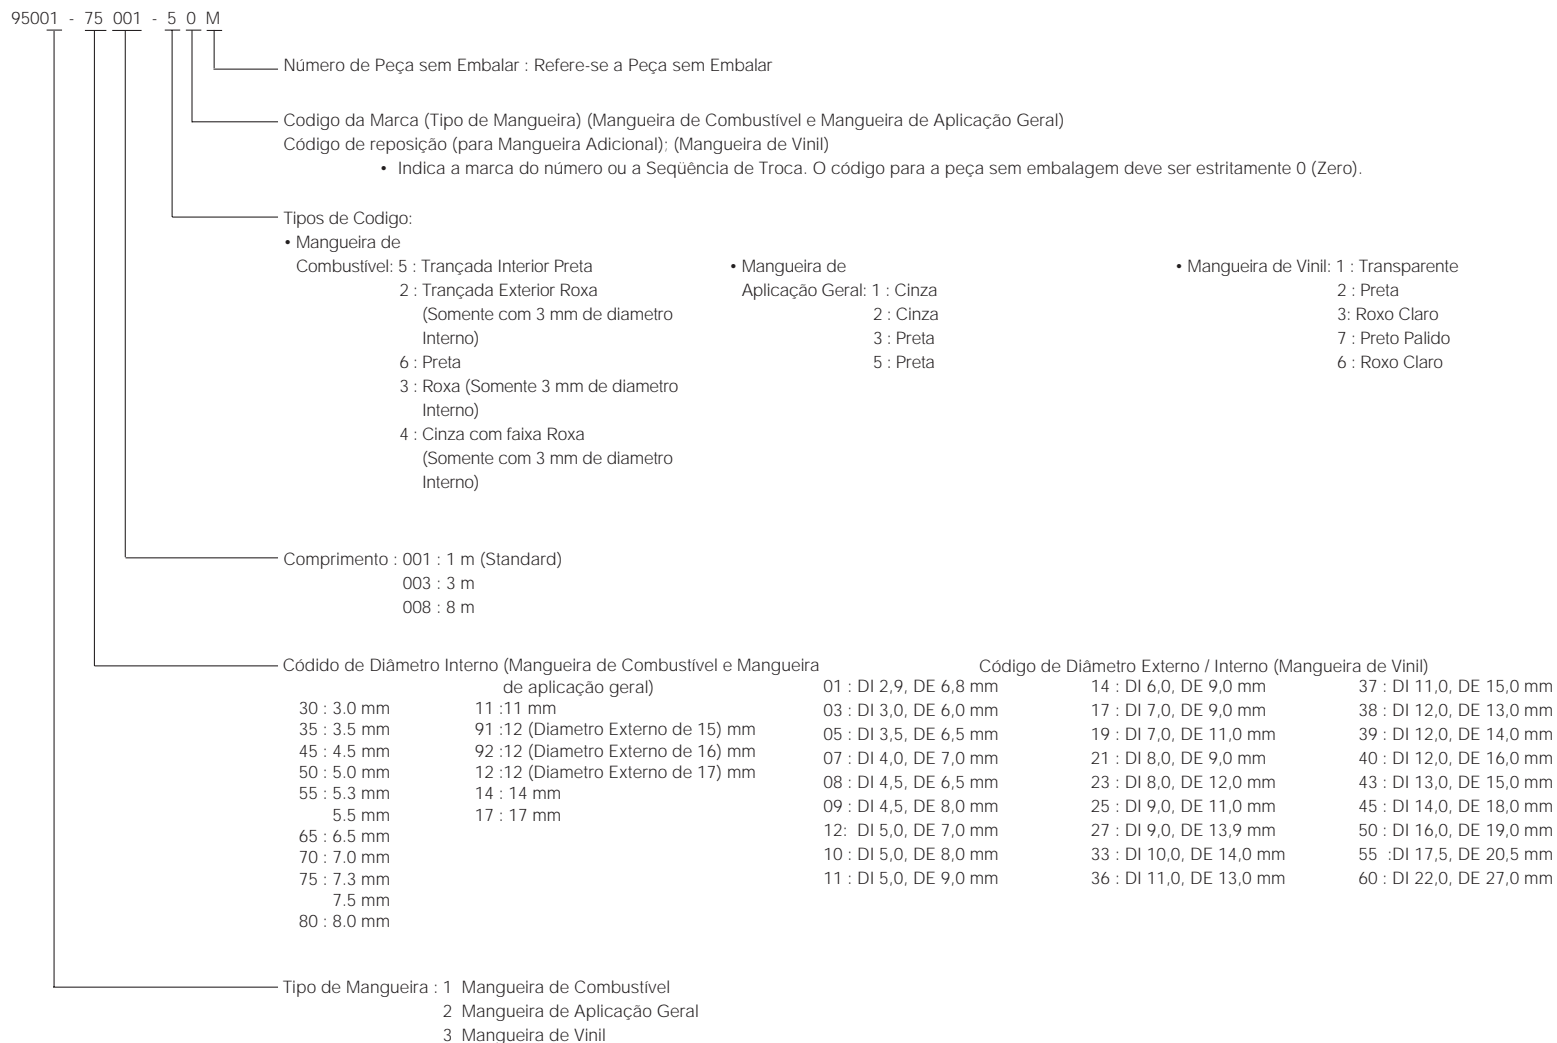 95001 - 75 001 - 5 0 M
Número de Peça sem Embalar : Refere-se a Peça sem Embalar
Codigo da Marca (Tipo de Mangueira) (Mangueira de Combustível e Mangueira de Aplicação Geral)
Código de reposição (para Mangueira Adicional); (Mangueira de Vinil)
• Indica a marca do número ou a Seqüência de Troca. O código para a peça sem embalagem deve ser estritamente 0 (Zero).
Tipos de Codigo:
• Mangueira de
Combustível: 5 : Trançada Interior Preta
2 : Trançada Exterior Roxa
(Somente com 3 mm de diametro
Interno)
6 : Preta
3 : Roxa (Somente 3 mm de diametro
Interno)
4 : Cinza com faixa Roxa
(Somente com 3 mm de diametro
Interno)
• Mangueira de
Aplicação Geral: 1 : Cinza
2 : Cinza
3 : Preta
5 : Preta
• Mangueira de Vinil: 1 : Transparente
2 : Preta
3: Roxo Claro
7 : Preto Palido
6 : Roxo Claro
Comprimento : 001 : 1 m (Standard)
003 : 3 m
008 : 8 m
Códido de Diâmetro Interno (Mangueira de Combustível e Mangueira
de aplicação geral)
30 : 3.0 mm
35 : 3.5 mm
45 : 4.5 mm
50 : 5.0 mm
55 : 5.3 mm
5.5 mm
65 : 6.5 mm
70 : 7.0 mm
75 : 7.3 mm
7.5 mm
80 : 8.0 mm
11 :11 mm
91 :12 (Diametro Externo de 15) mm
92 :12 (Diametro Externo de 16) mm
12 :12 (Diametro Externo de 17) mm
14 : 14 mm
17 : 17 mm
Código de Diâmetro Externo / Interno (Mangueira de Vinil)
01 : DI 2,9, DE 6,8 mm
03 : DI 3,0, DE 6,0 mm
05 : DI 3,5, DE 6,5 mm
07 : DI 4,0, DE 7,0 mm
08 : DI 4,5, DE 6,5 mm
09 : DI 4,5, DE 8,0 mm
12: DI 5,0, DE 7,0 mm
10 : DI 5,0, DE 8,0 mm
11 : DI 5,0, DE 9,0 mm
14 : DI 6,0, DE 9,0 mm
17 : DI 7,0, DE 9,0 mm
19 : DI 7,0, DE 11,0 mm
21 : DI 8,0, DE 9,0 mm
23 : DI 8,0, DE 12,0 mm
25 : DI 9,0, DE 11,0 mm
27 : DI 9,0, DE 13,9 mm
33 : DI 10,0, DE 14,0 mm
36 : DI 11,0, DE 13,0 mm
37 : DI 11,0, DE 15,0 mm
38 : DI 12,0, DE 13,0 mm
39 : DI 12,0, DE 14,0 mm
40 : DI 12,0, DE 16,0 mm
43 : DI 13,0, DE 15,0 mm
45 : DI 14,0, DE 18,0 mm
50 : DI 16,0, DE 19,0 mm
55 :DI 17,5, DE 20,5 mm
60 : DI 22,0, DE 27,0 mm
Tipo de Mangueira : 1 Mangueira de Combustível
2 Mangueira de Aplicação Geral
3 Mangueira de Vinil